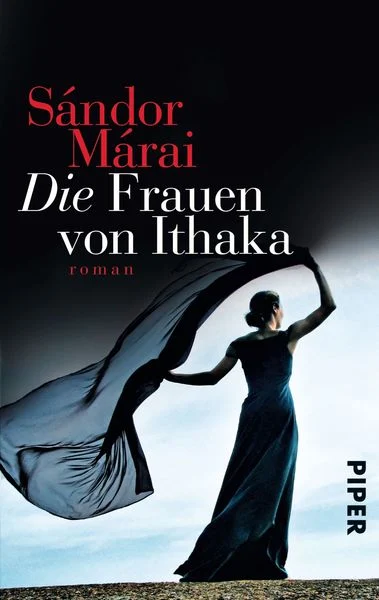 Sándor
Márai
Die Frauen
von Ithaka
roman
PIPER